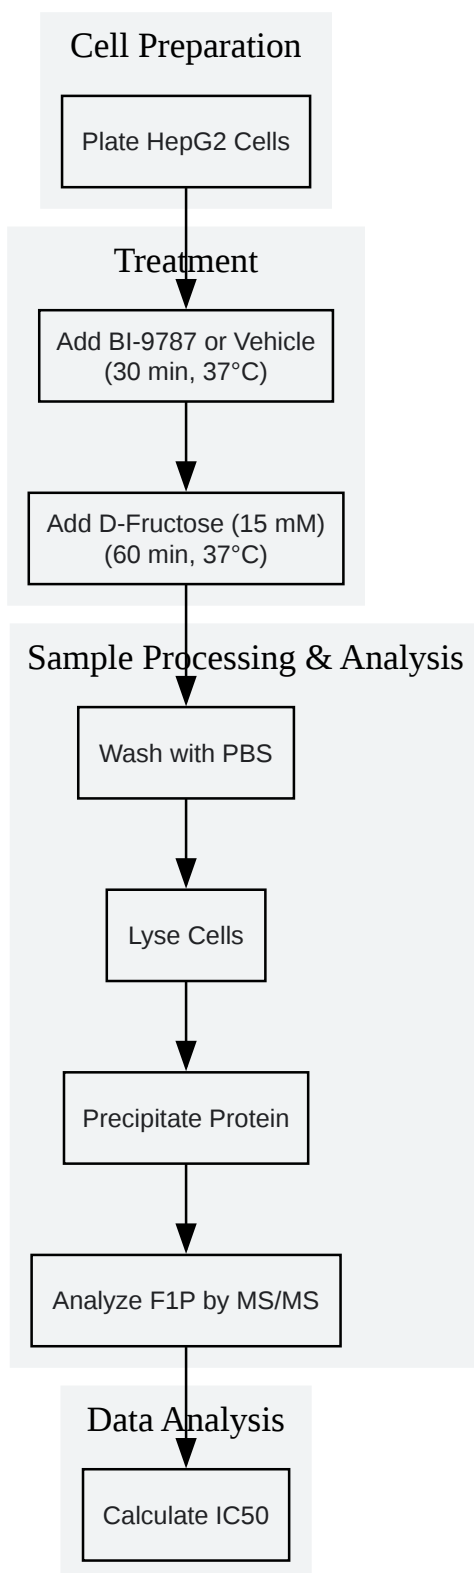 Cell Preparation
Plate HepG2 Cells
Treatment
Add BI-9787 or Vehicle
(30 min, 37°C)
Add D-Fructose (15 mM)
(60 min, 37°C)
Sample Processing & Analysis
Wash with PBS
Lyse Cells
Precipitate Protein
Analyze F1P by MS/MS
Data Analysis
Calculate IC50